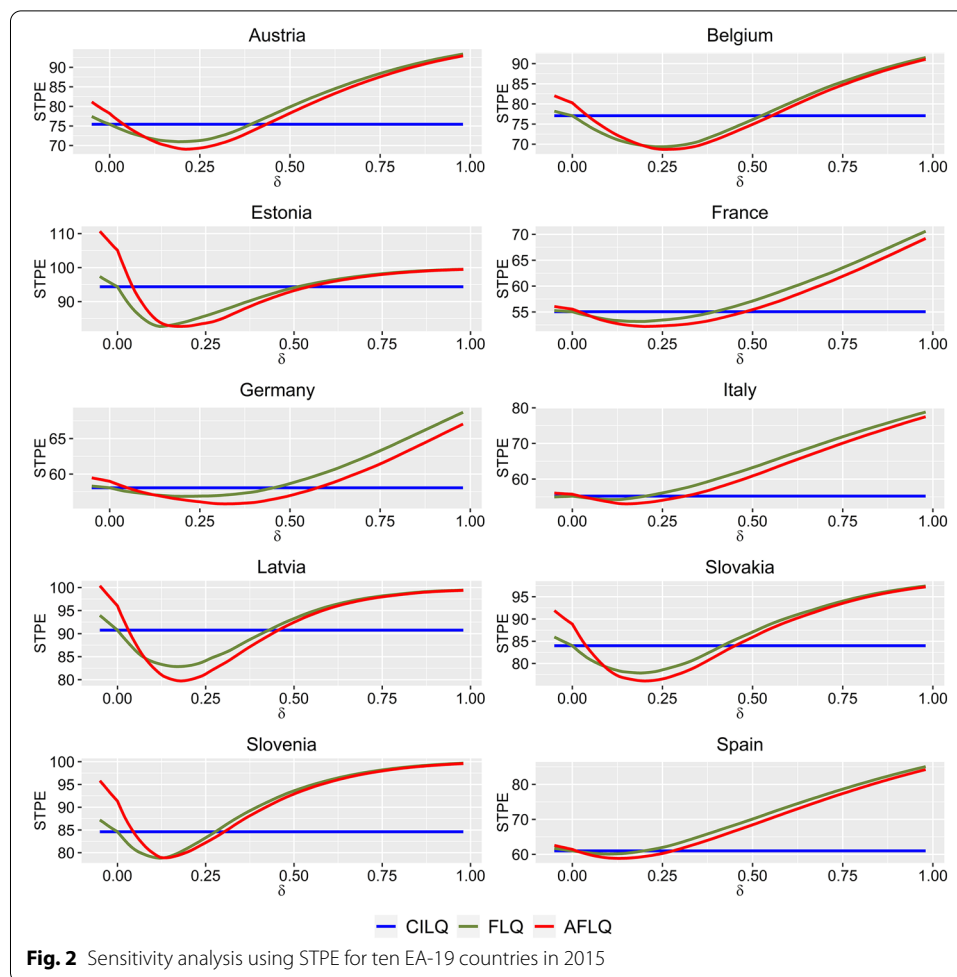 Austria
STPE
90
85
80
75
70
0.00 0.25 0.50 0.75 1.00
δ
Belgium
STPE
90
85
80
75
70
0.00 0.25 0.50 0.75 1.00
δ
Estonia
STPE
110
100
90
0.00 0.25 0.50 0.75 1.00
δ
France
STPE
70
65
60
55
0.00 0.25 0.50 0.75 1.00
δ
Germany
STPE
65
60
0.00 0.25 0.50 0.75 1.00
δ
Italy
STPE
80
70
60
0.00 0.25 0.50 0.75 1.00
δ
Latvia
STPE
100
95
90
85
80
0.00 0.25 0.50 0.75 1.00
δ
Slovakia
STPE
95
90
85
80
0.00 0.25 0.50 0.75 1.00
δ
Slovenia
STPE
100
95
90
85
80
0.00 0.25 0.50 0.75 1.00
δ
Spain
STPE
80
70
60
0.00 0.25 0.50 0.75 1.00
δ
CILQ FLQ AFLQ
Fig. 2 Sensitivity analysis using STPE for ten EA-19 countries in 2015